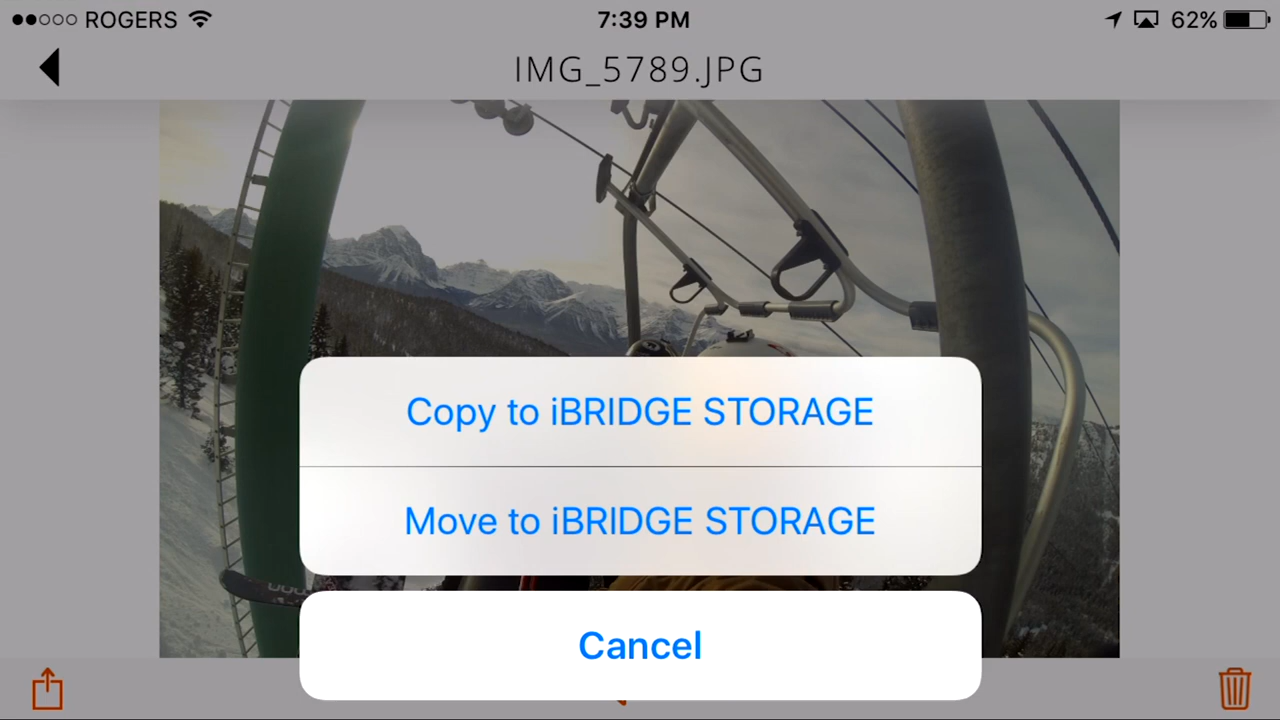 ROGERS 7:39 PM 62%
IMG_5789.JPG
Copy to iBRIDGE STORAGE
Move to iBRIDGE STORAGE
Cancel